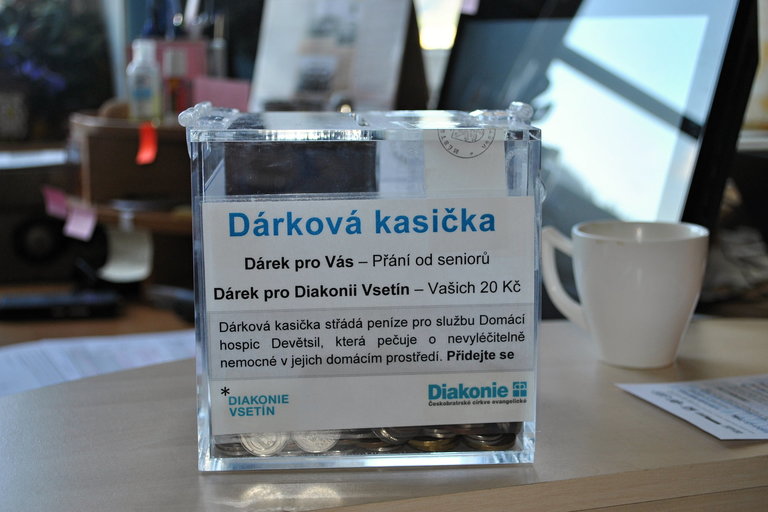 Dárková kasička
Dárek pro Vás – Přání od seniorů
Dárek pro Diakonii Vsetín – Vašich 20 Kč
Dárková kasička střádá peníze pro službu Domácí
hospic Devětsil, která pečuje o nevyléčitelně
nemocné v jejich domácím prostředí. Přidejte se
* DIAKONIE
VSETÍN
Diakonie
Českobratrské církve evangelické